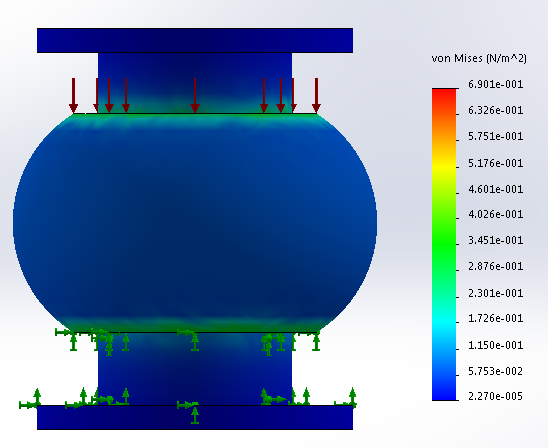 von Mises (N/m^2)
6.901e-001
6.326e-001
5.751e-001
5.176e-001
4.601e-001
4.026e-001
3.451e-001
2.876e-001
2.301e-001
1.726e-001
1.150e-001
5.753e-002
2.270e-005